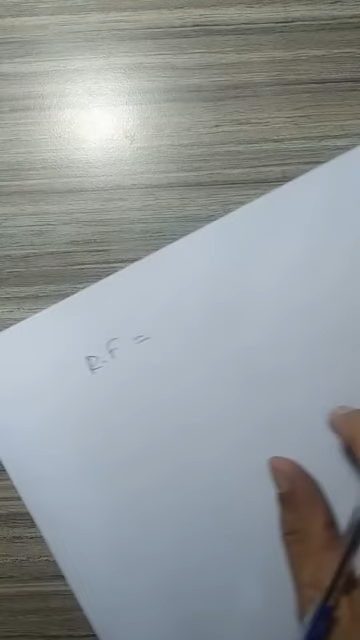 R.F =